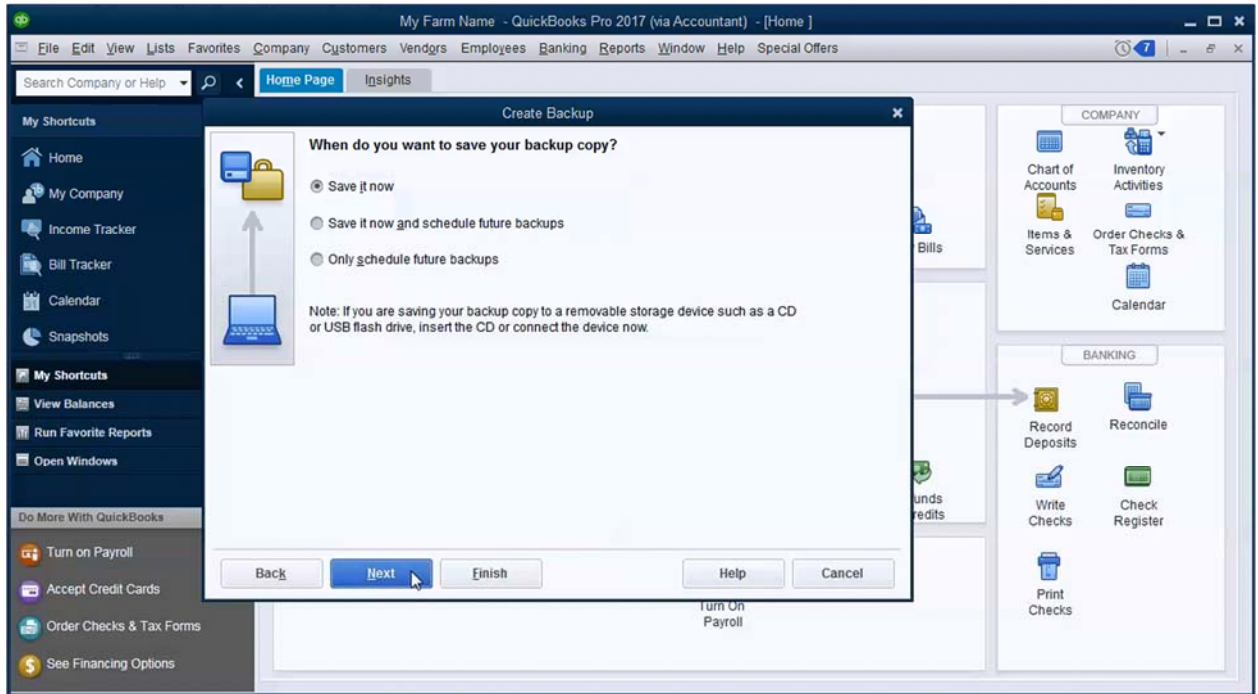 qb
My Farm Name - QuickBooks Pro 2017 (via Accountant) - [Home ]
File Edit View Lists Favorites Company Customers Vendors Employees Banking Reports Window Help Special Offers
7
Search Company or Help
Home Page
Insights
My Shortcuts
Home
My Company
Income Tracker
Bill Tracker
Calendar
Snapshots
My Shortcuts
View Balances
Run Favorite Reports
Open Windows
Do More With QuickBooks
Turn on Payroll
Accept Credit Cards
Order Checks & Tax Forms
See Financing Options
Create Backup
When do you want to save your backup copy?
Save it now
Save it now and schedule future backups
Only schedule future backups
Note: If you are saving your backup copy to a removable storage device such as a CD
or USB flash drive, insert the CD or connect the device now.
Back
Next
Finish
Help
Cancel
Bills
unds
redits
Turn On
Payroll
COMPANY
Chart of
Accounts
Inventory
Activities
Items &
Services
Order Checks &
Tax Forms
Calendar
BANKING
Record
Deposits
Reconcile
Write
Checks
Check
Register
Print
Checks